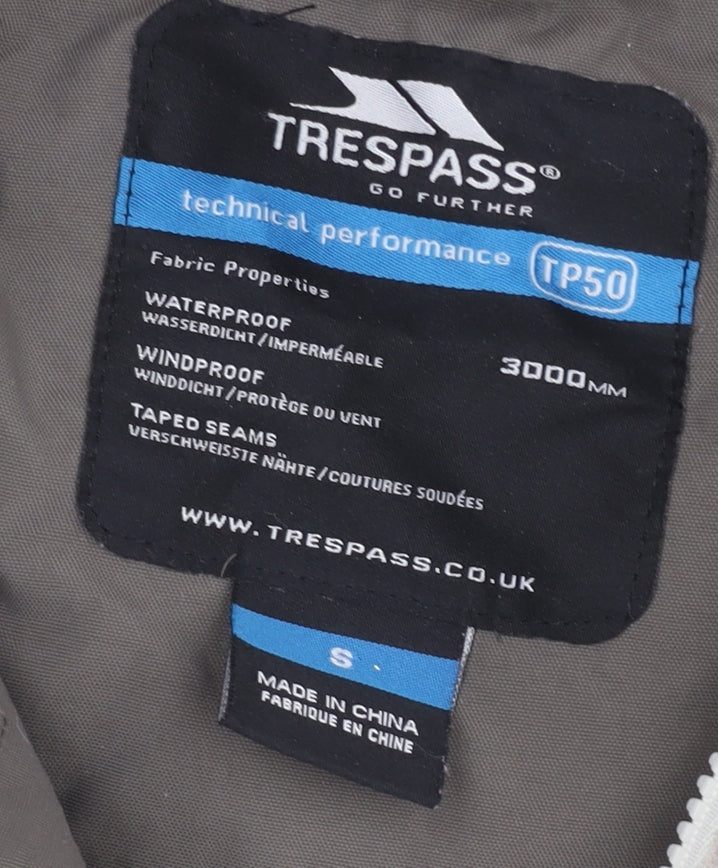 TRESPASS®
GO FURTHER
technical performance TP50
Fabric Properties
WATERPROOF 3000MM
WASSERDICHT/IMPERMÉABLE
WINDPROOF
WINDDICHT/PROTÈGE DU VENT
TAPED SEAMS
VERSCHWEISSTE NÄHTE/COUTURES SOUDÉES
WWW.TRESPASS.CO.UK
S
MADE IN CHINA
FABRIQUE EN CHINE